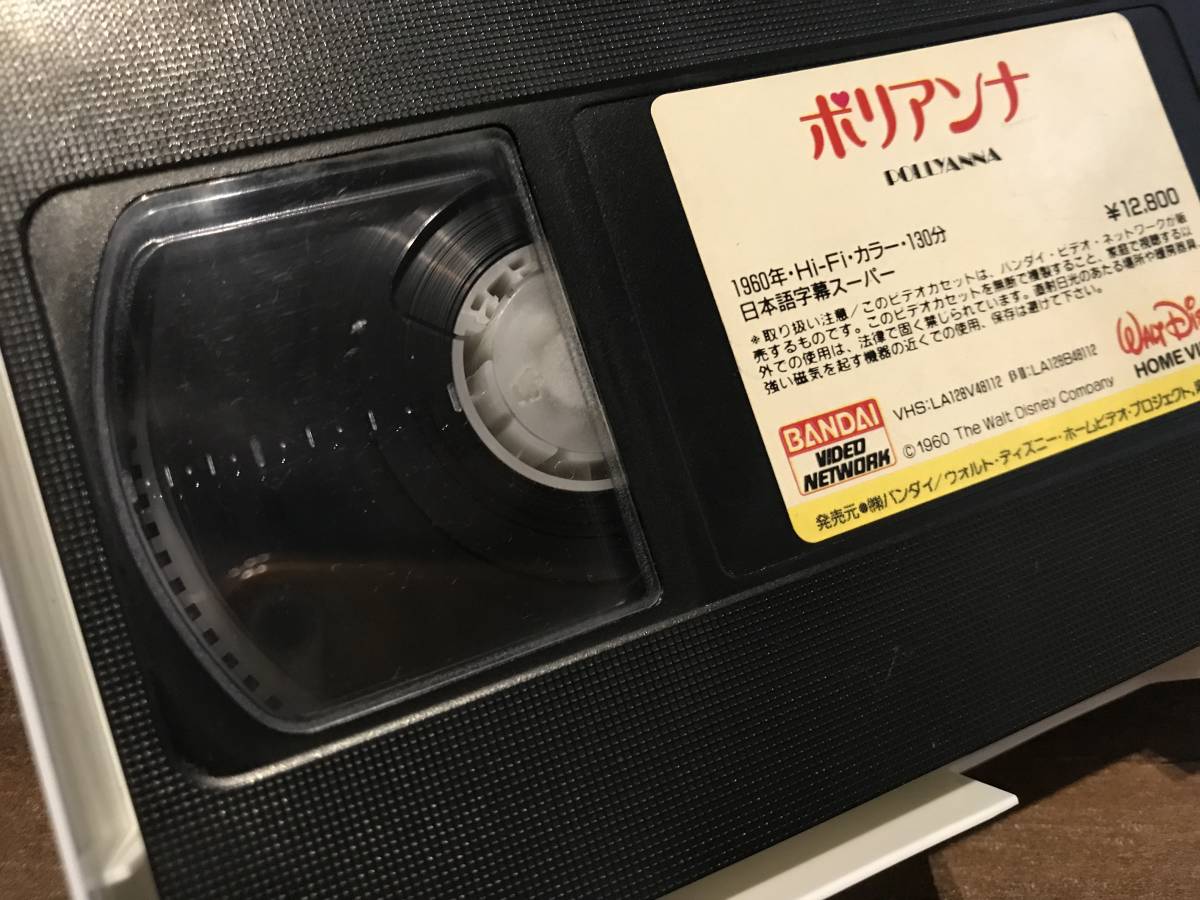 ポリアンナ
POLLYANNA
¥12,800
1960年・Hi-Fi・カラー・130分
日本語字幕スーパー
※取り扱い注意/このビデオカセットは、バンダイ・ビデオ・ネットワークが販
売するものです。このビデオカセットを無断で複製すること、家庭で視聴する以
外での使用は、法律で固く禁じられています。直射日光のあたる場所や暖房器具、
強い磁気を起す機器の近くでの使用、保存は避けて下さい。
BANDAI
VIDEO
NETWORK
VHS:LA128V48112 βⅡ:LA128B48112
©1960 The Walt Disney Company
WALT DI
HOME VI
発売元●㈱バンダイ/ウォルト・ディズニー・ホームビデオ・プロジェクト